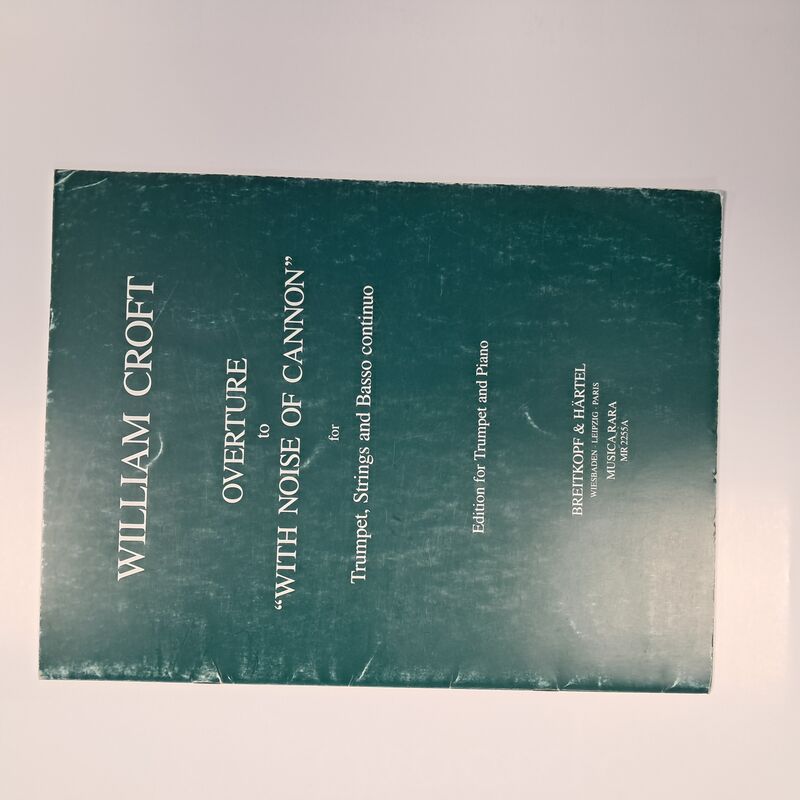 WILLIAM CROFT
OVERTURE
to
“WITH NOISE OF CANNON”
for
Trumpet, Strings and Basso continuo
Edition for Trumpet and Piano
BREITKOPF & HÄRTEL
WIESBADEN · LEIPZIG · PARIS
MUSICA RARA
MR 2255A